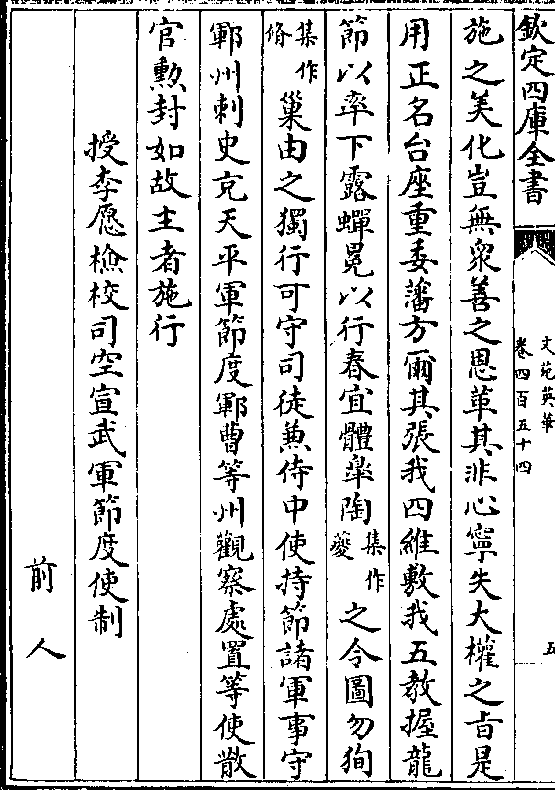 欽定四庫全書
文苑英華
卷四百五十四
五
施之美化豈無衆善之恩革其非心寧失大權之旨是
用正名台座重委藩方爾其張我四維敷我五教握龍
節以率下露蟬冕以行春宜體皐陶集作夔之令圖勿狥
集作脩巢由之獨行可守司徒兼侍中使持節諸軍事守
鄆州刺史充天平軍節度鄆曹等州觀察處置等使散
官勲封如故主者施行
授李愿檢校司空宣武軍節度使制
前人